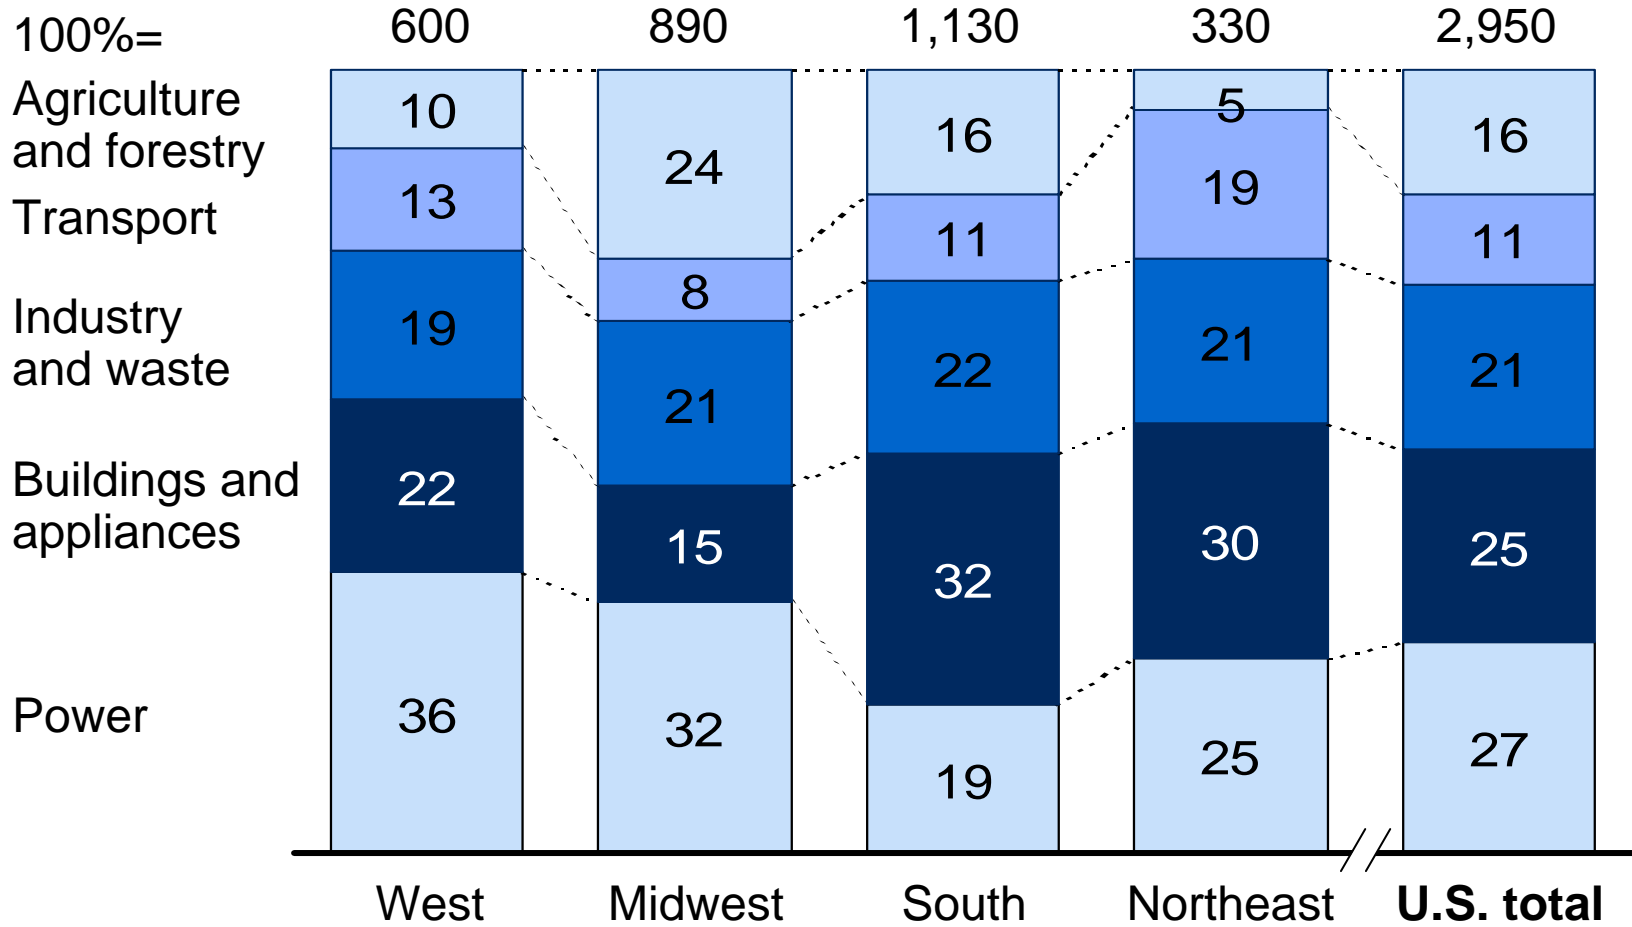 100%= 600 890 1,130 330 2,950
Agriculture
and forestry
10 24 16 5 16
Transport
13 8 11 19 11
Industry
and waste
19 21 22 21 21
Buildings and
appliances
22 15 32 30 25
Power
36 32 19 25 27
West Midwest South Northeast U.S. total